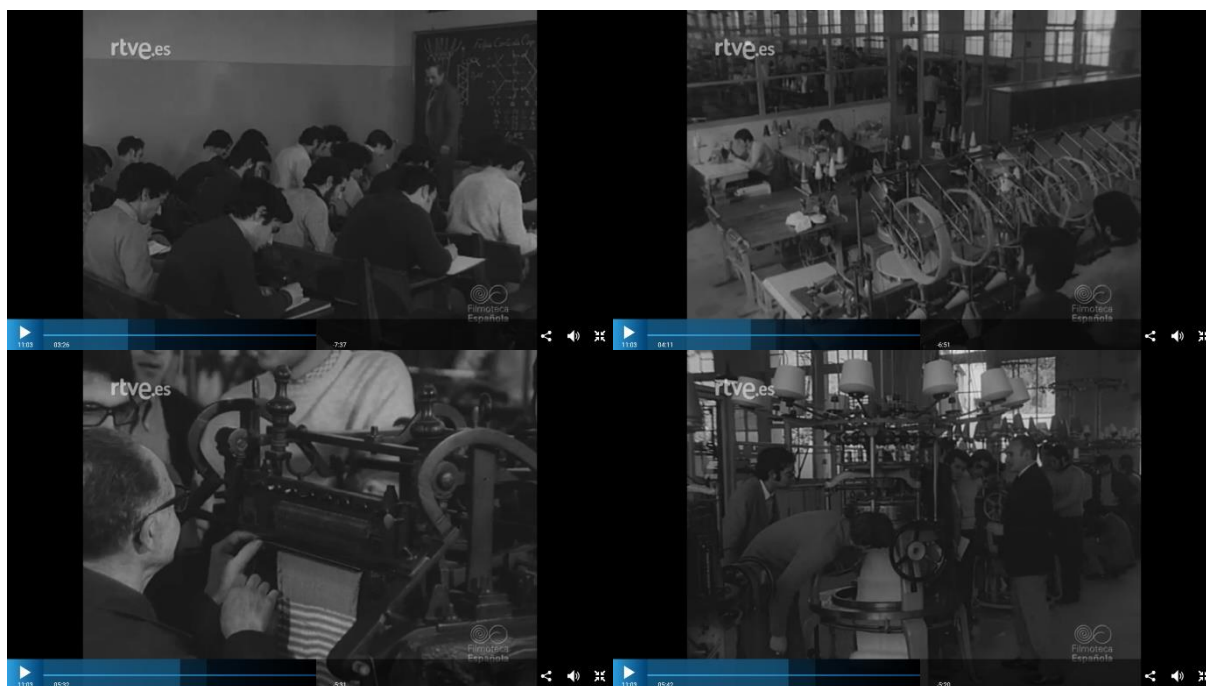 rtve.es
Filmoteca
Española
11:03 03:26 -7:37
rtve.es
Filmoteca
Española
11:03 04:11 -6:51
rtve.es
Filmoteca
Española
11:03 05:32 -5:31
rtve.es
Filmoteca
Española
11:03 05:42 -5:20